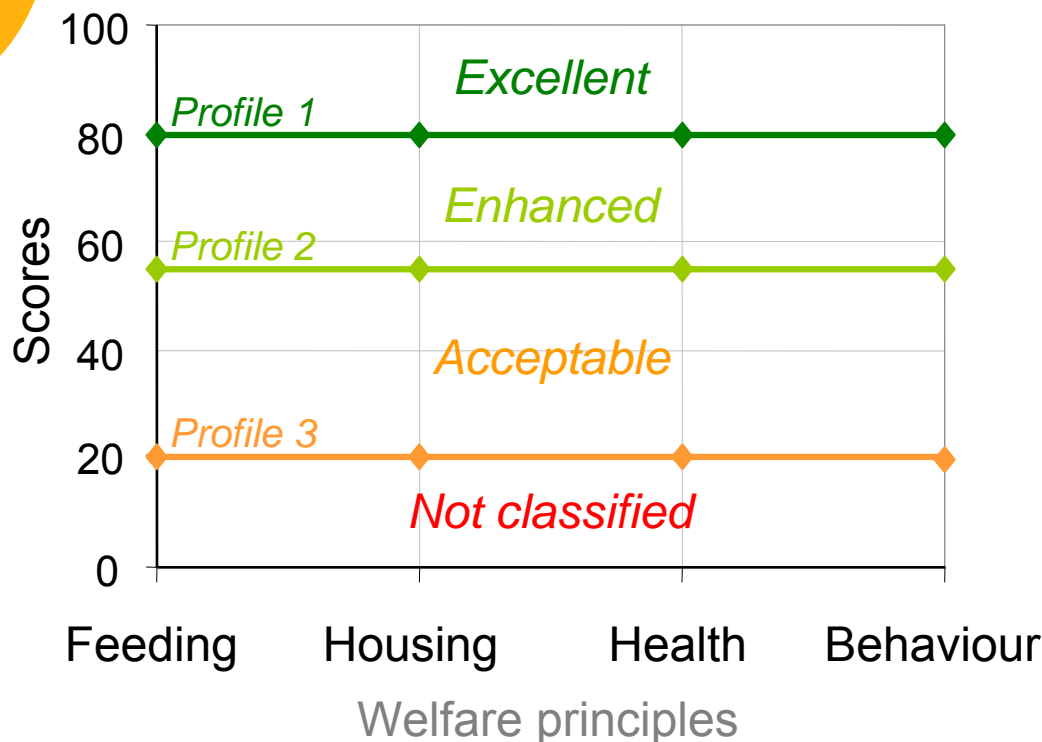 100
Excellent
Profile 1
80
Enhanced
60
Profile 2
Scores
40
Acceptable
Profile 3
20
Not classified
0
Feeding Housing Health Behaviour
Welfare principles